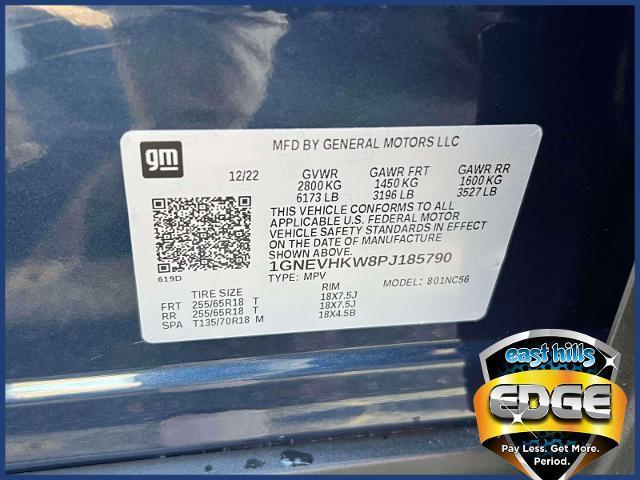 MFD BY GENERAL MOTORS LLC
gm
12/22 GVWR GAWR FRT GAWR RR
2800 KG 1450 KG 1600 KG
6173 LB 3196 LB 3527 LB
THIS VEHICLE CONFORMS TO ALL
APPLICABLE U.S. FEDERAL MOTOR
VEHICLE SAFETY STANDARDS IN EFFECT
ON THE DATE OF MANUFACTURE
SHOWN ABOVE.
1GNEVHKW8PJ185790
619D
TYPE: MPV MODEL: 801NC56
TIRE SIZE RIM
FRT 255/65R18 T 18X7.5J
RR 255/65R18 T 18X7.5J
SPA T135/70R18 M 18X4.5B
east hills
EDGE
Pay Less. Get More.
Period.